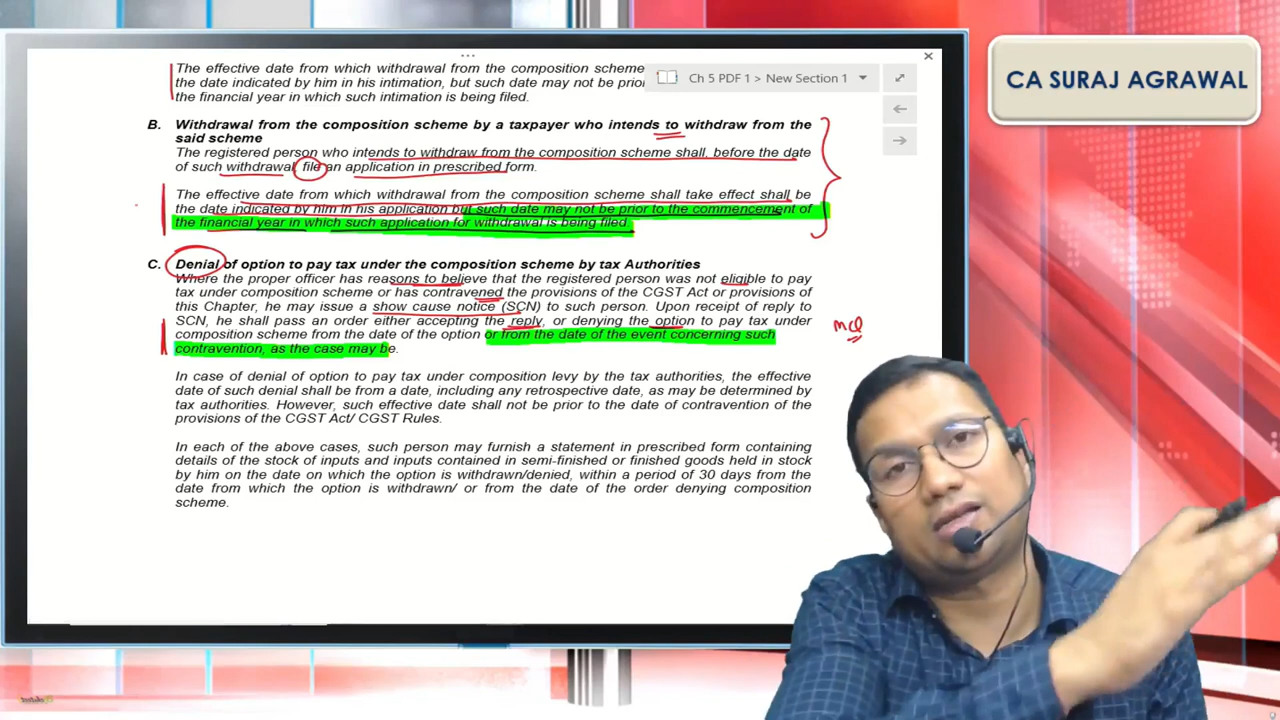 CA SURAJ AGRAWAL
Ch 5 PDF 1 > New Section 1
The effective date from which withdrawal from the composition scheme
the date indicated by him in his intimation, but such date may not be prior
the financial year in which such intimation is being filed.
B. Withdrawal from the composition scheme by a taxpayer who intends to withdraw from the
said scheme
The registered person who intends to withdraw from the composition scheme shall, before the date
of such withdrawal, file an application in prescribed form.
The effective date from which withdrawal from the composition scheme shall take effect shall be
the date indicated by him in his application but such date may not be prior to the commencement of
the financial year in which such application for withdrawal is being filed.
C. Denial of option to pay tax under the composition scheme by tax Authorities
Where the proper officer has reasons to believe that the registered person was not eligible to pay
tax under composition scheme or has contravened the provisions of the CGST Act or provisions of
this Chapter, he may issue a show cause notice (SCN) to such person. Upon receipt of reply to
SCN, he shall pass an order either accepting the reply, or denying the option to pay tax under
composition scheme from the date of the option or from the date of the event concerning such
contravention, as the case may be.
MCQ
In case of denial of option to pay tax under composition levy by the tax authorities, the effective
date of such denial shall be from a date, including any retrospective date, as may be determined by
tax authorities. However, such effective date shall not be prior to the date of contravention of the
provisions of the CGST Act/ CGST Rules.
In each of the above cases, such person may furnish a statement in prescribed form containing
details of the stock of inputs and inputs contained in semi-finished or finished goods held in stock
by him on the date on which the option is withdrawn/denied, within a period of 30 days from the
date from which the option is withdrawn/ or from the date of the order denying composition
scheme.